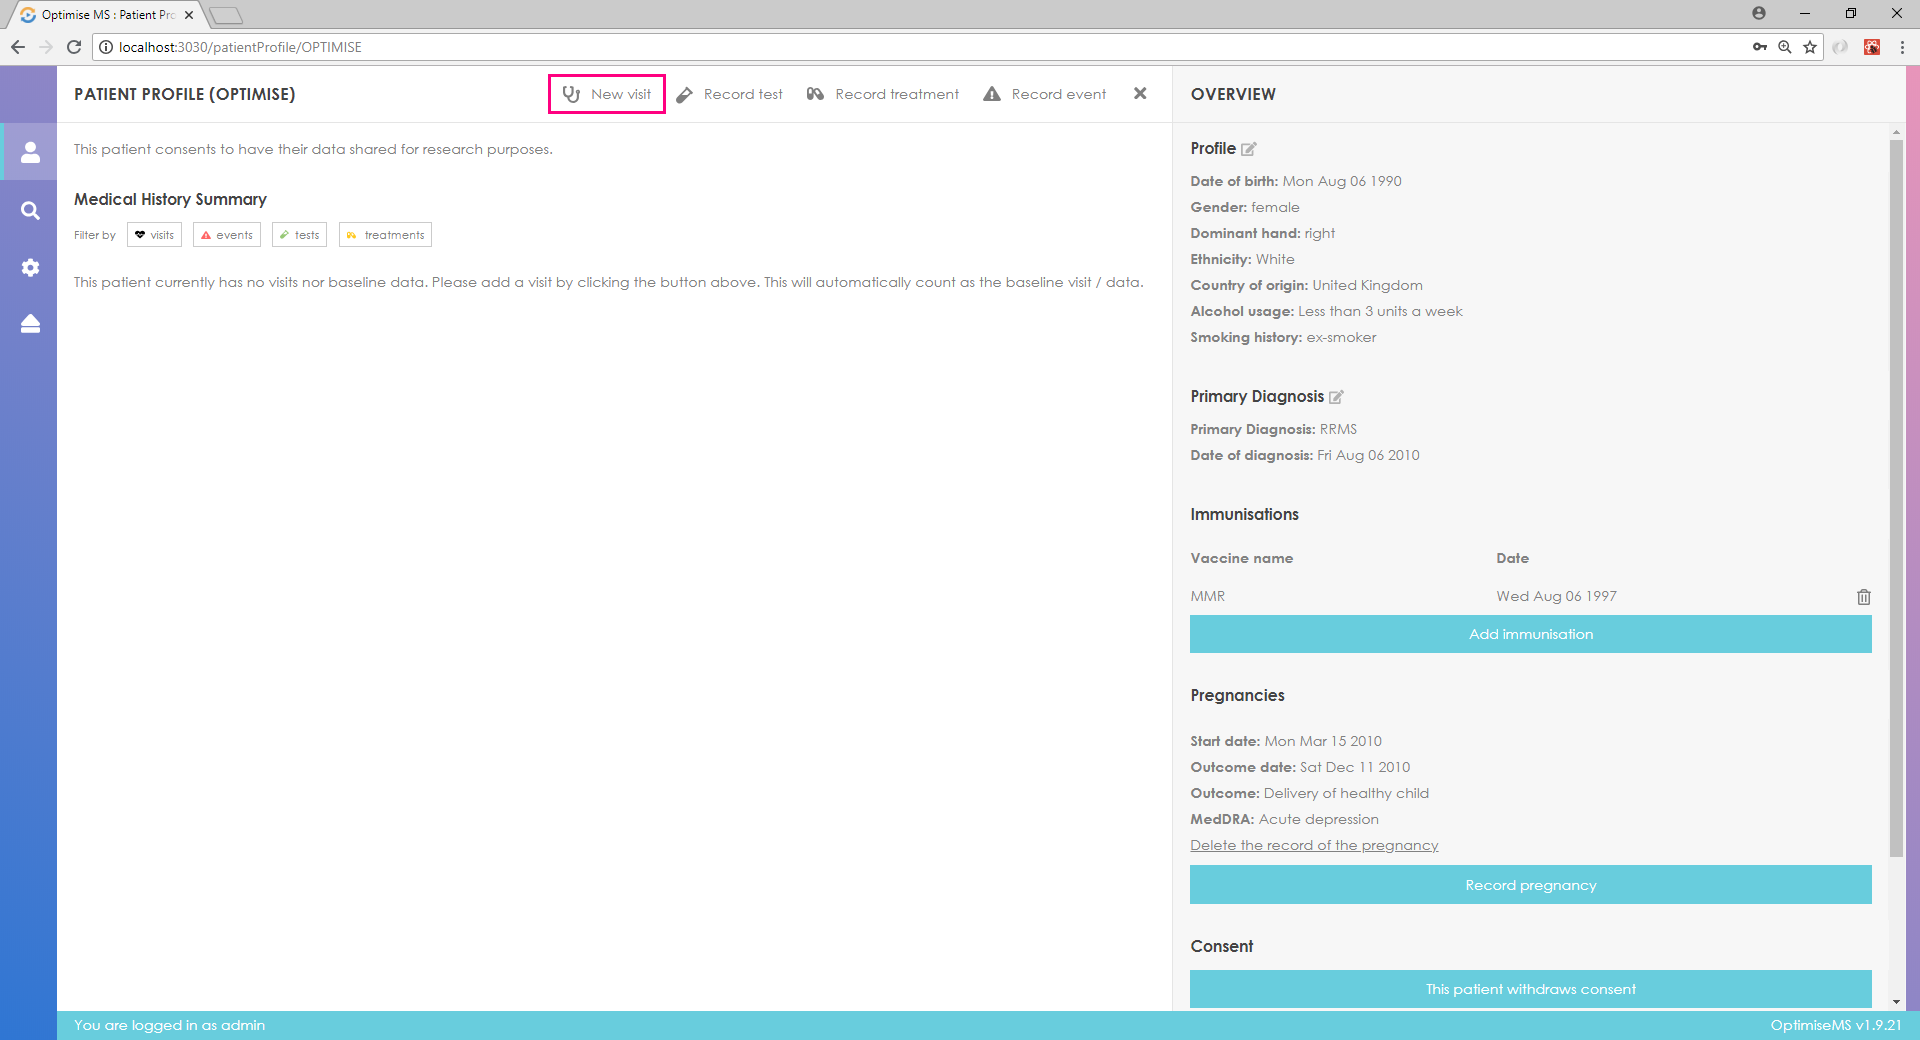 Optimise MS : Patient Pro
localhost:3030/patientProfile/OPTIMISE
PATIENT PROFILE (OPTIMISE)
New visit
Record test
Record treatment
Record event
This patient consents to have their data shared for research purposes.
Medical History Summary
Filter by
visits
events
tests
treatments
This patient currently has no visits nor baseline data. Please add a visit by clicking the button above. This will automatically count as the baseline visit / data.
OVERVIEW
Profile
Date of birth: Mon Aug 06 1990
Gender: female
Dominant hand: right
Ethnicity: White
Country of origin: United Kingdom
Alcohol usage: Less than 3 units a week
Smoking history: ex-smoker
Primary Diagnosis
Primary Diagnosis: RRMS
Date of diagnosis: Fri Aug 06 2010
Immunisations
Vaccine name Date
MMR Wed Aug 06 1997
Add immunisation
Pregnancies
Start date: Mon Mar 15 2010
Outcome date: Sat Dec 11 2010
Outcome: Delivery of healthy child
MedDRA: Acute depression
Delete the record of the pregnancy
Record pregnancy
Consent
This patient withdraws consent
You are logged in as admin
OptimiseMS v1.9.21